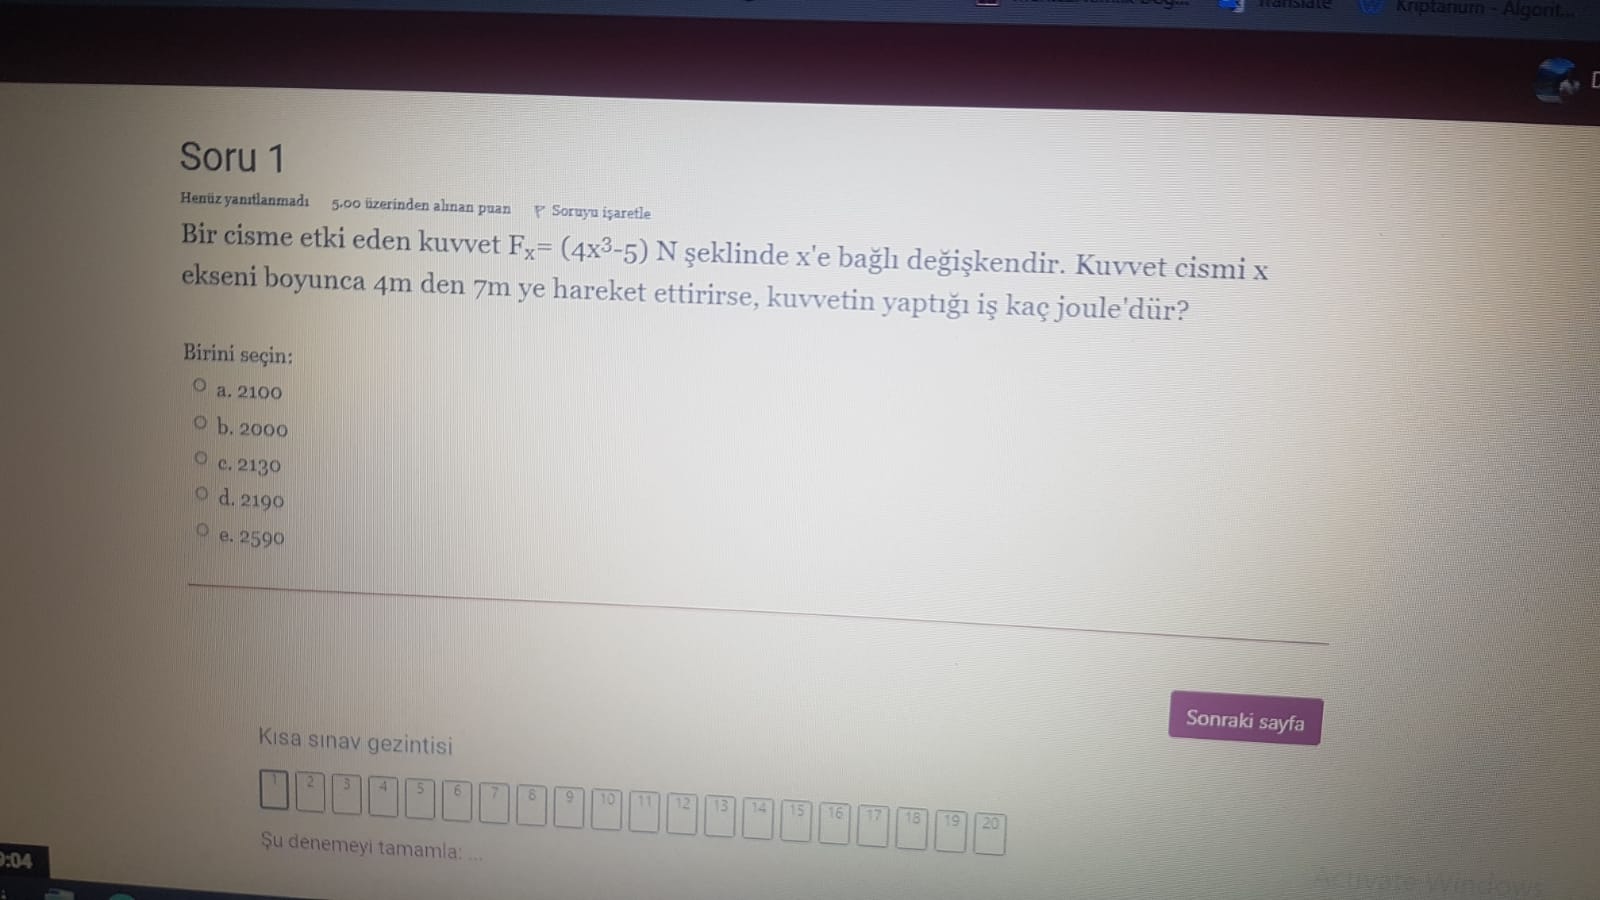 Translate
Kriptarium - Algorit...
Soru 1
Henüz yanıtlanmadı 5,00 üzerinden alınan puan Soruyu işaretle
Bir cisme etki eden kuvvet Fx= (4x³-5) N şeklinde x'e bağlı değişkendir. Kuvvet cismi x
ekseni boyunca 4m den 7m ye hareket ettirirse, kuvvetin yaptığı iş kaç joule'dür?
Birini seçin:
a. 2100
b. 2000
c. 2130
d. 2190
e. 2590
Sonraki sayfa
Kısa sınav gezintisi
1 2 3 4 5 6 7 8 9 10 11 12 13 14 15 16 17 18 19 20
Şu denemeyi tamamla: ...
:04
Activate Windows